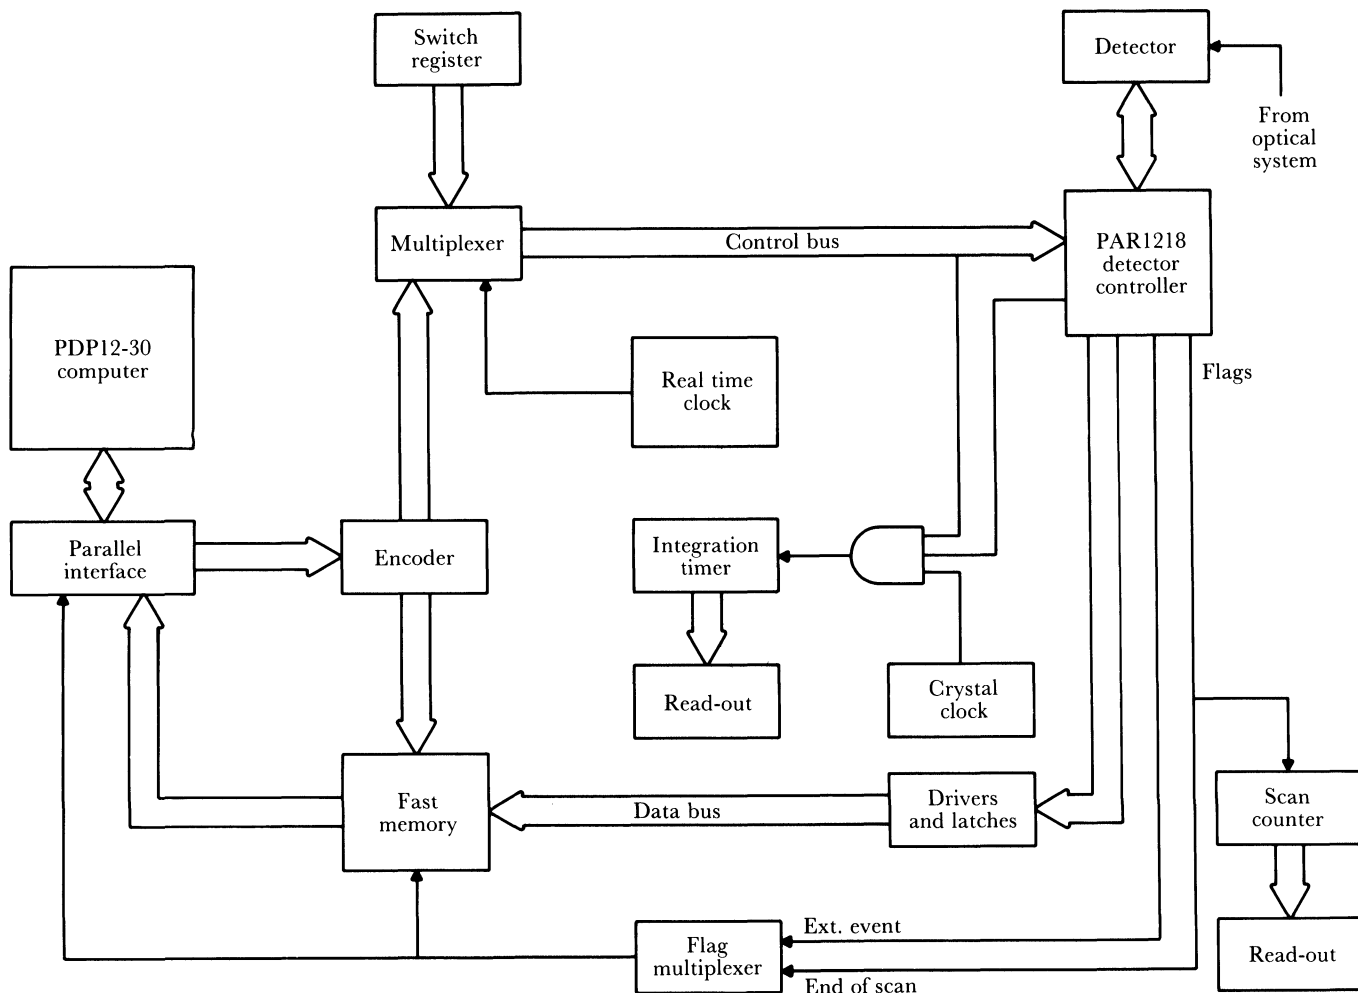 Switch
register
Detector
From
optical
system
Multiplexer
Control bus
PAR1218
detector
controller
PDP12-30
computer
Real time
clock
Flags
Parallel
interface
Encoder
Integration
timer
Read-out
Crystal
clock
Fast
memory
Data bus
Drivers
and latches
Scan
counter
Flag
multiplexer
Ext. event
End of scan
Read-out